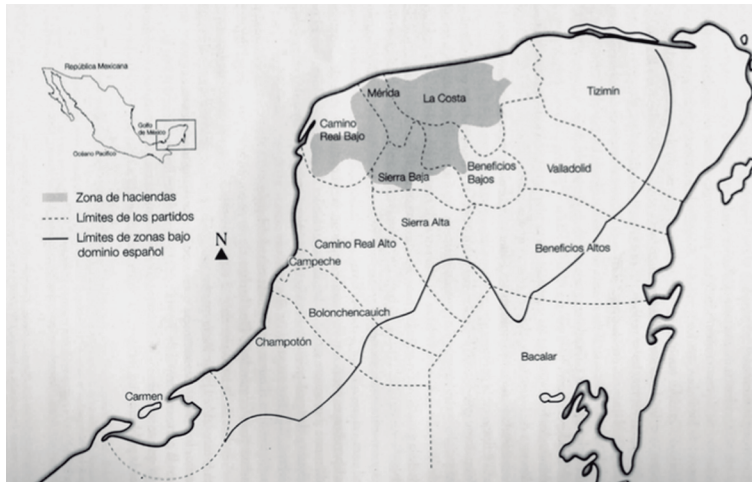 República Mexicana
Golfo
de México
Océano Pacífico
Mérida
La Costa
Tizimín
Camino
Real Bajo
Sierra Baja
Beneficios
Bajos
Valladolid
Zona de haciendas
Límites de los partidos
Límites de zonas bajo
dominio español
N
Sierra Alta
Camino Real Alto
Beneficios Altos
Campeche
Bolonchencauich
Champotón
Bacalar
Carmen